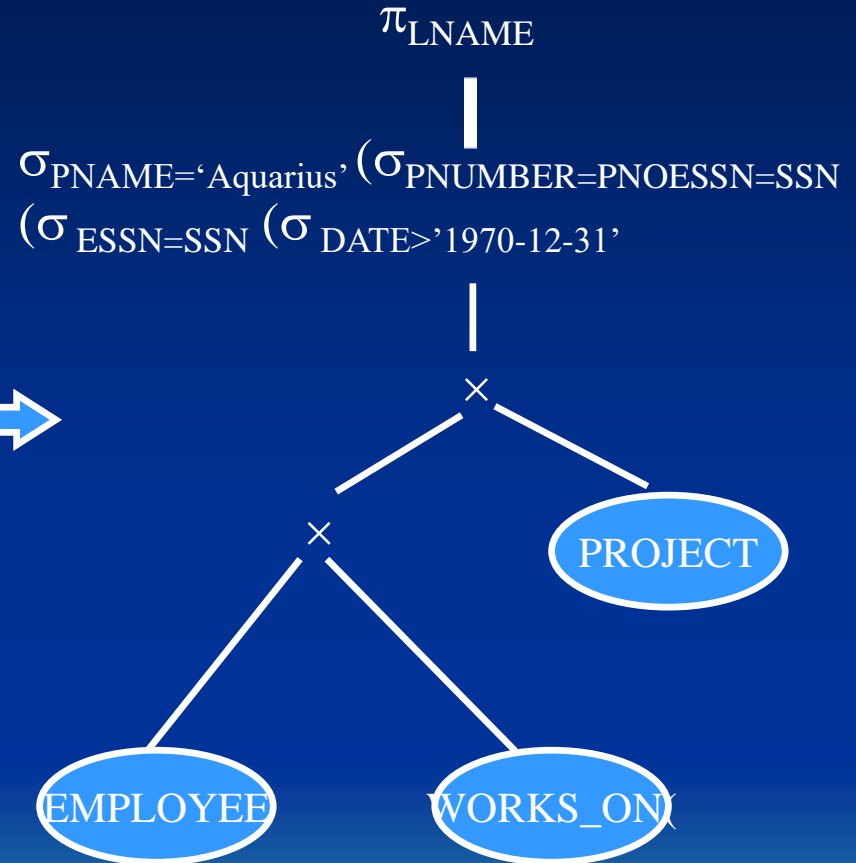 πLNAME
σPNAME=‘Aquarius’ (σPNUMBER=PNOESSN=SSN
(σ ESSN=SSN (σ DATE>’1970-12-31’
×
×
PROJECT
EMPLOYEE WORKS_ON(